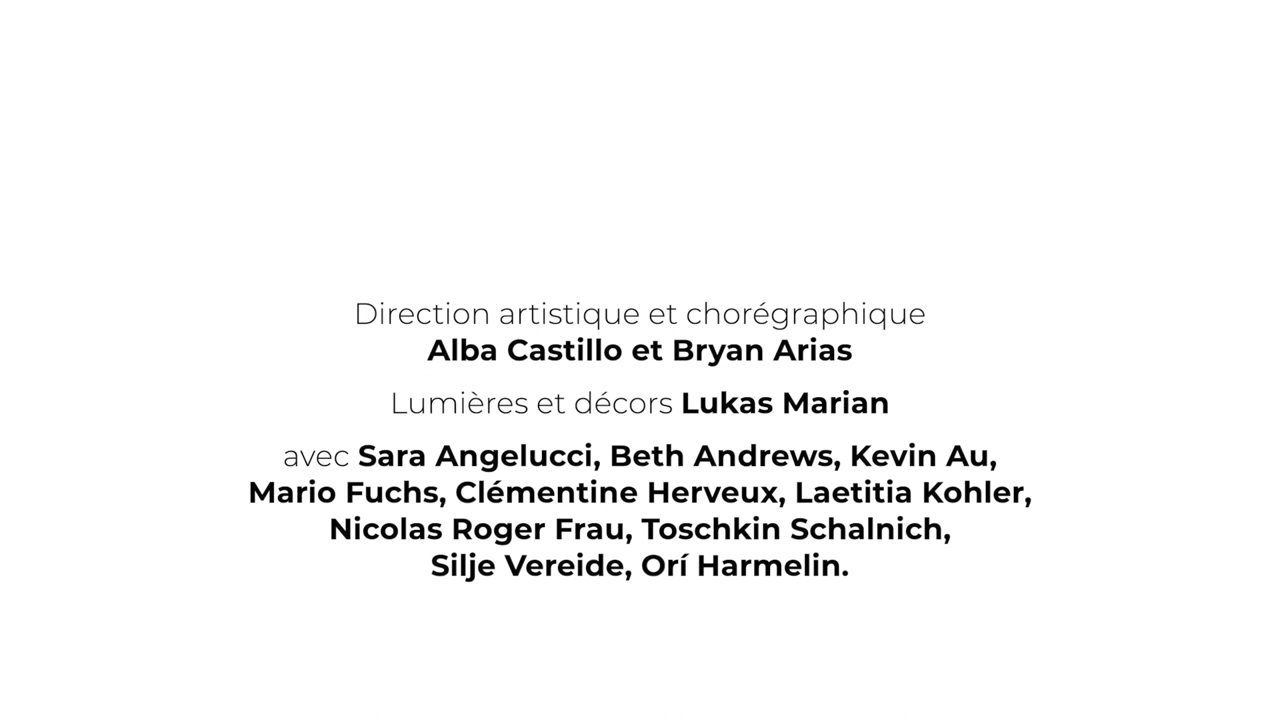 Direction artistique et chorégraphique
Alba Castillo et Bryan Arias
Lumières et décors Lukas Marian
avec Sara Angelucci, Beth Andrews, Kevin Au,
Mario Fuchs, Clémentine Herveux, Laetitia Kohler,
Nicolas Roger Frau, Toschkin Schalnich,
Silje Vereide, Orí Harmelin.